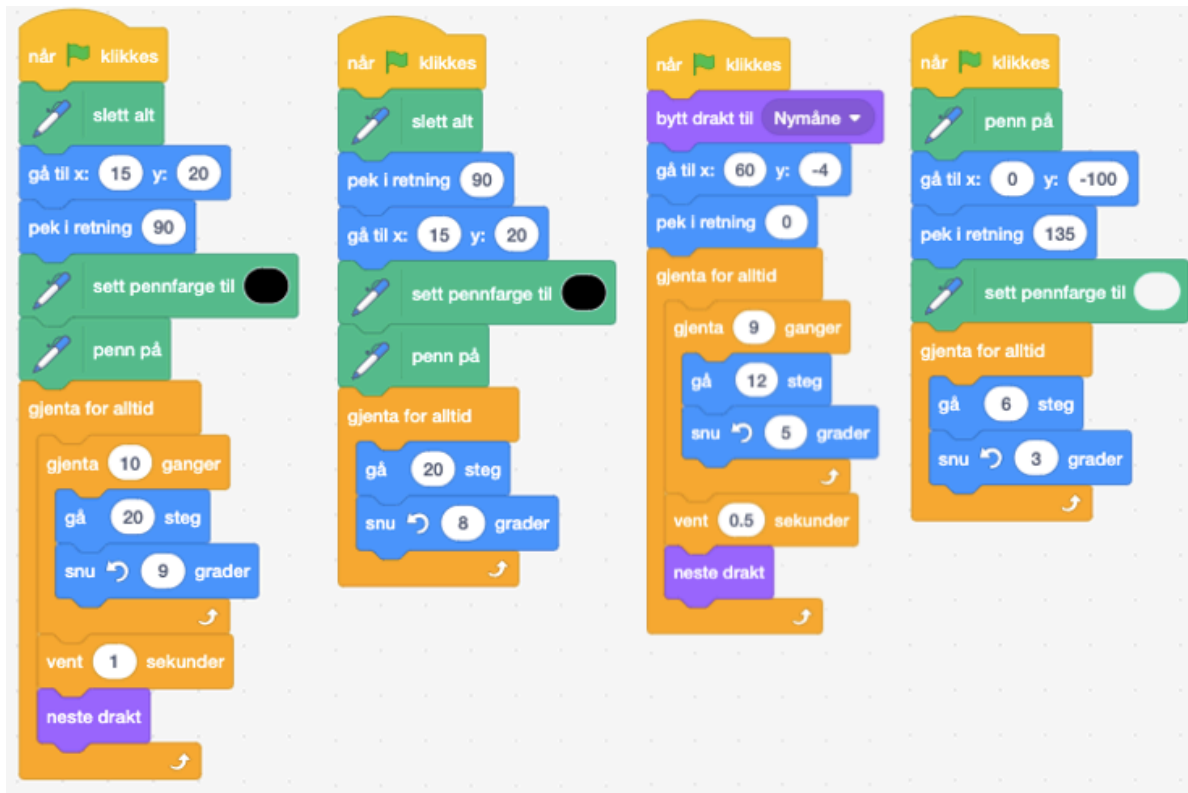 når klikkes
slett alt
gå til x: 15 y: 20
pek i retning 90
sett pennfarge til
penn på
gjenta for alltid
gjenta 10 ganger
gå 20 steg
snu 9 grader
vent 1 sekunder
neste drakt
når klikkes
slett alt
pek i retning 90
gå til x: 15 y: 20
sett pennfarge til
penn på
gjenta for alltid
gå 20 steg
snu 8 grader
når klikkes
bytt drakt til Nymåne
gå til x: 60 y: -4
pek i retning 0
gjenta for alltid
gjenta 9 ganger
gå 12 steg
snu 5 grader
vent 0.5 sekunder
neste drakt
når klikkes
penn på
gå til x: 0 y: -100
pek i retning 135
sett pennfarge til
gjenta for alltid
gå 6 steg
snu 3 grader